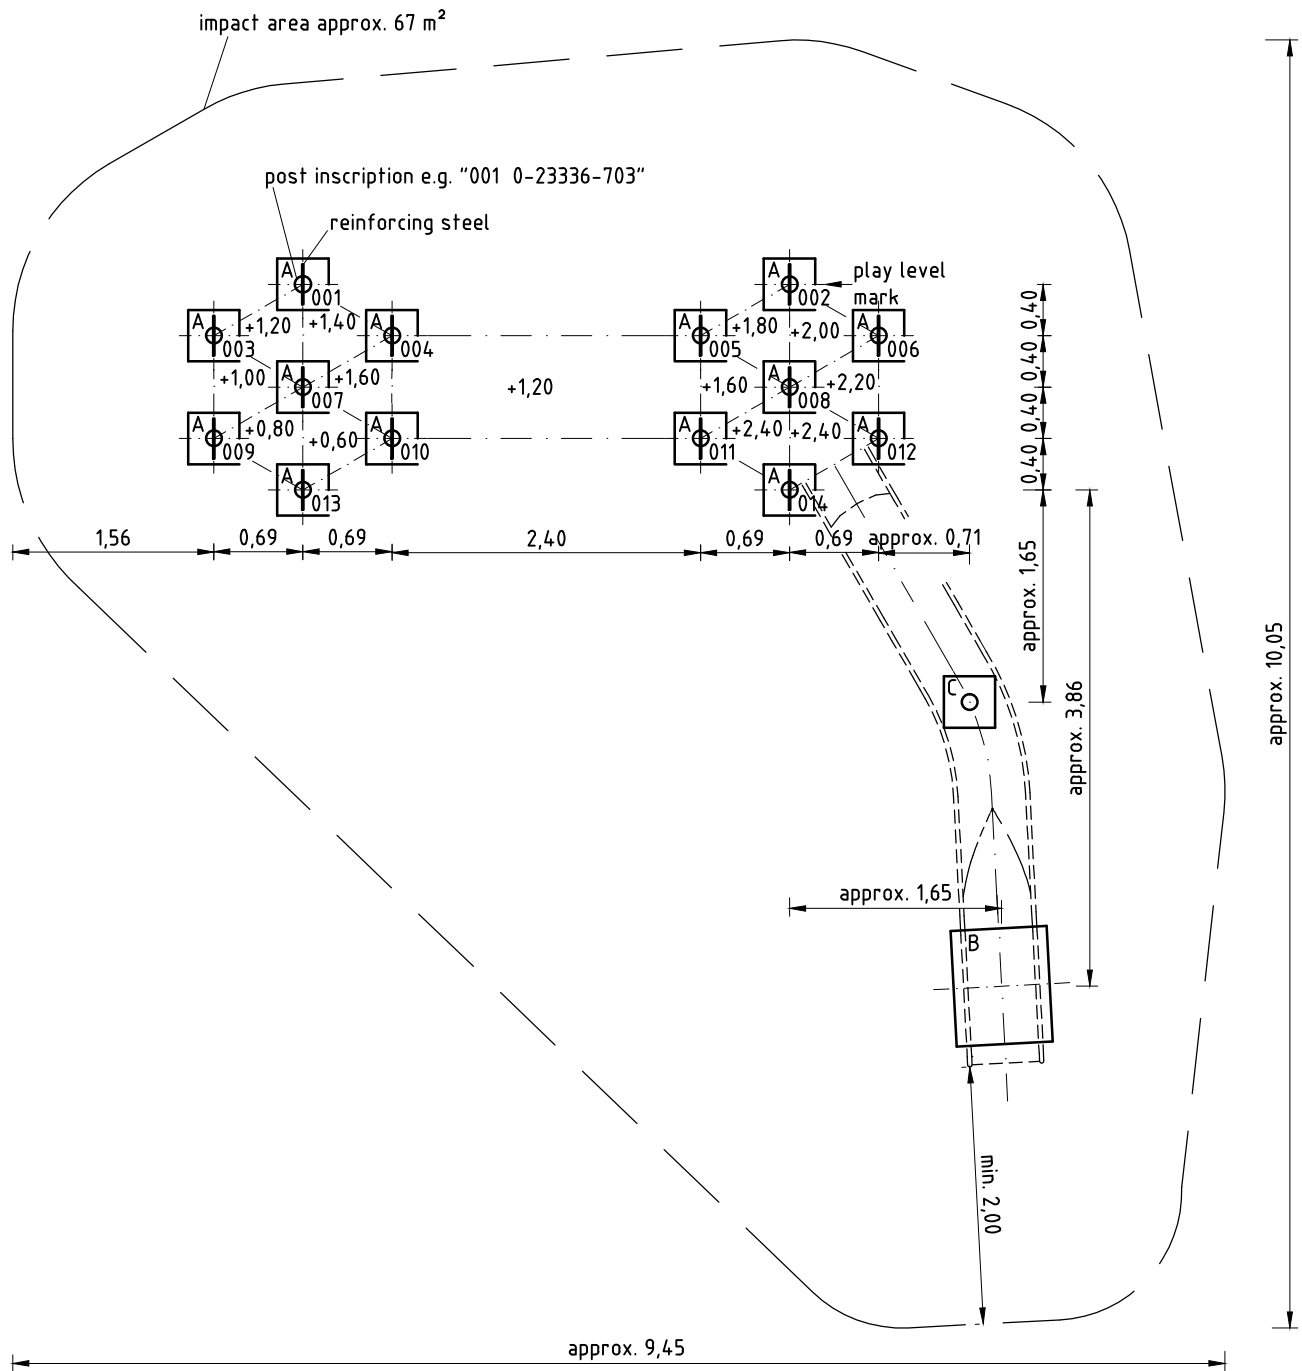 impact area approx. 67 m²
post inscription e.g. "001 0-23336-703"
reinforcing steel
play level
mark
A
001
A
002
A
003
A
004
A
005
A
006
+1,20
+1,40
+1,80
+2,00
A
007
A
008
+1,00
+1,60
+1,20
+1,60
+2,20
A
009
A
010
A
011
A
012
+0,80
+0,60
+2,40
+2,40
A
013
A
014
0,40
0,40
0,40
0,40
1,56
0,69
0,69
2,40
0,69
0,69
approx. 0,71
approx. 1,65
approx. 3,86
approx. 10,05
C
approx. 1,65
B
min. 2,00
approx. 9,45